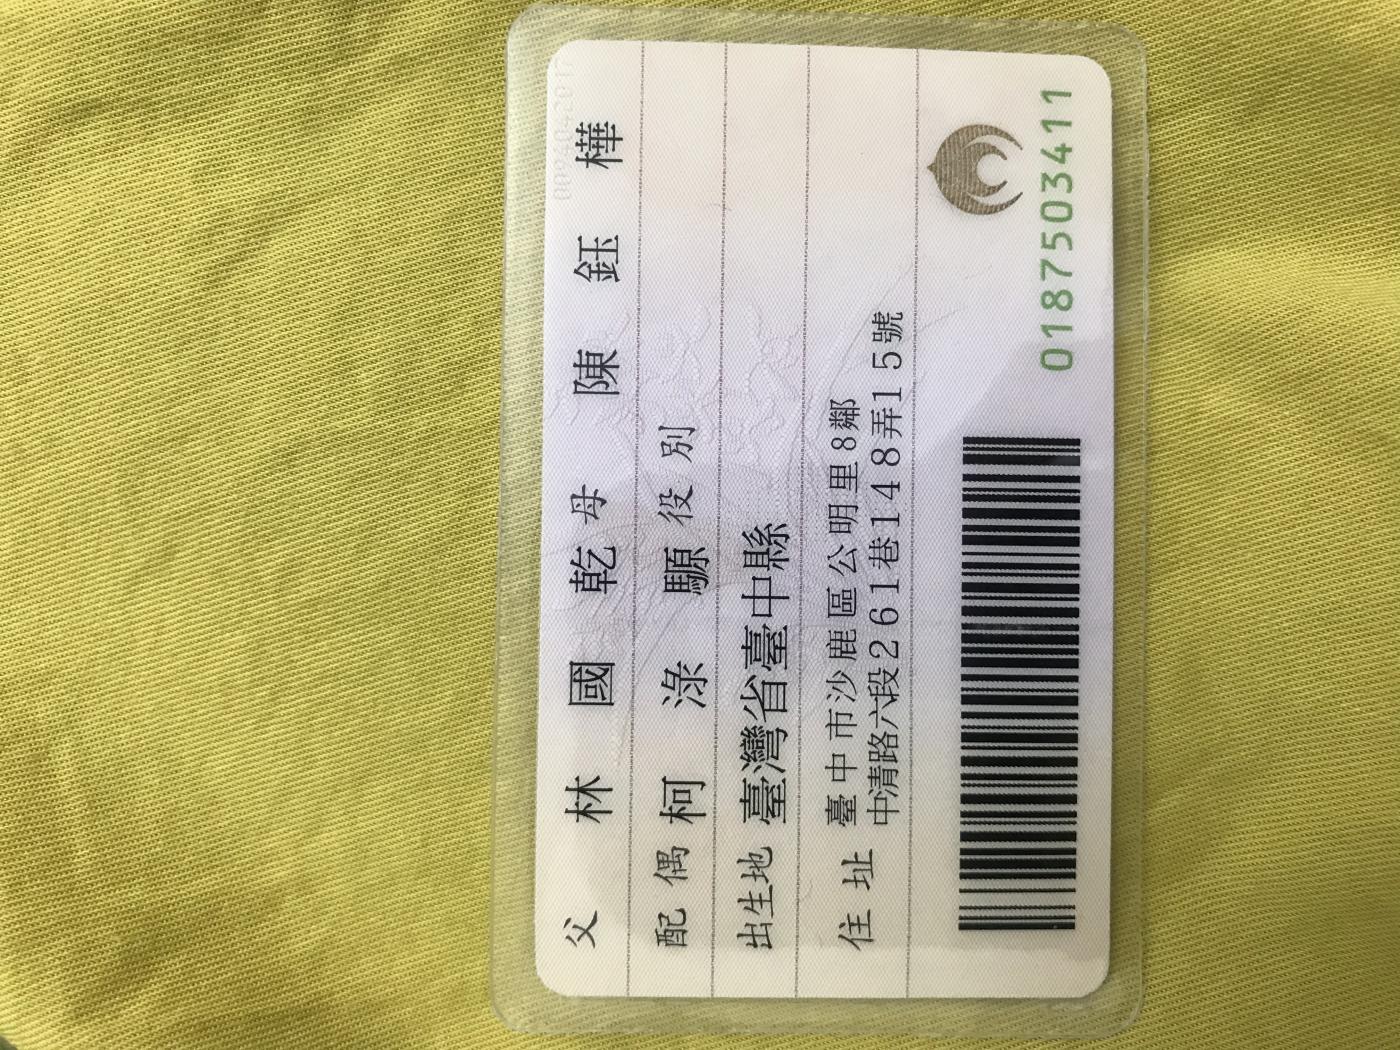 父 林國乾 母 陳鈺樺
配偶 柯淥騵 役別
出生地 臺灣省臺中縣
住址 臺中市沙鹿區公明里8鄰
中清路六段261巷148弄15號
0187503411